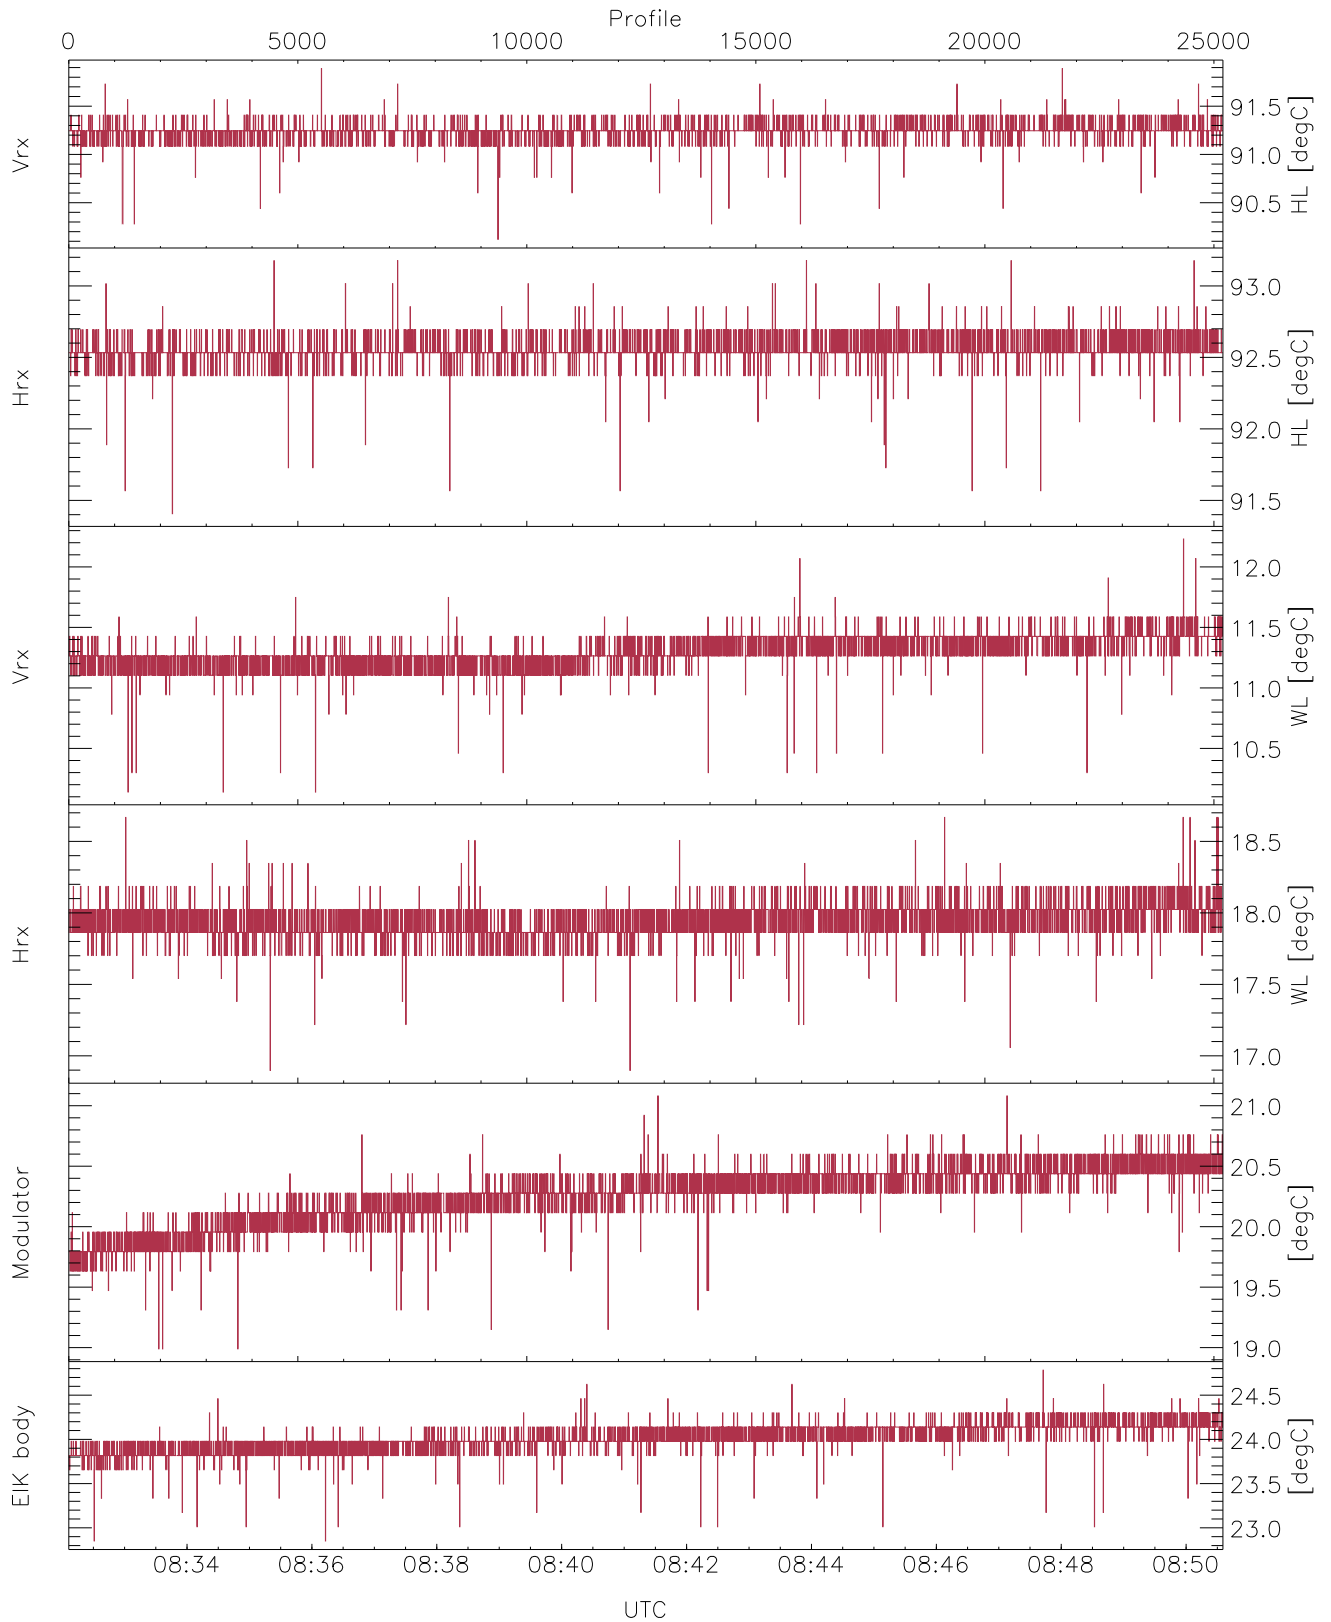 Profile
0 5000 10000 15000 20000 25000
Vrx
91.5
91.0
90.5
HL [degC]
Hrx
93.0
92.5
92.0
91.5
HL [degC]
Vrx
12.0
11.5
11.0
10.5
WL [degC]
Hrx
18.5
18.0
17.5
17.0
WL [degC]
Modulator
21.0
20.5
20.0
19.5
19.0
[degC]
EIK body
24.5
24.0
23.5
23.0
[degC]
08:34 08:36 08:38 08:40 08:42 08:44 08:46 08:48 08:50
UTC